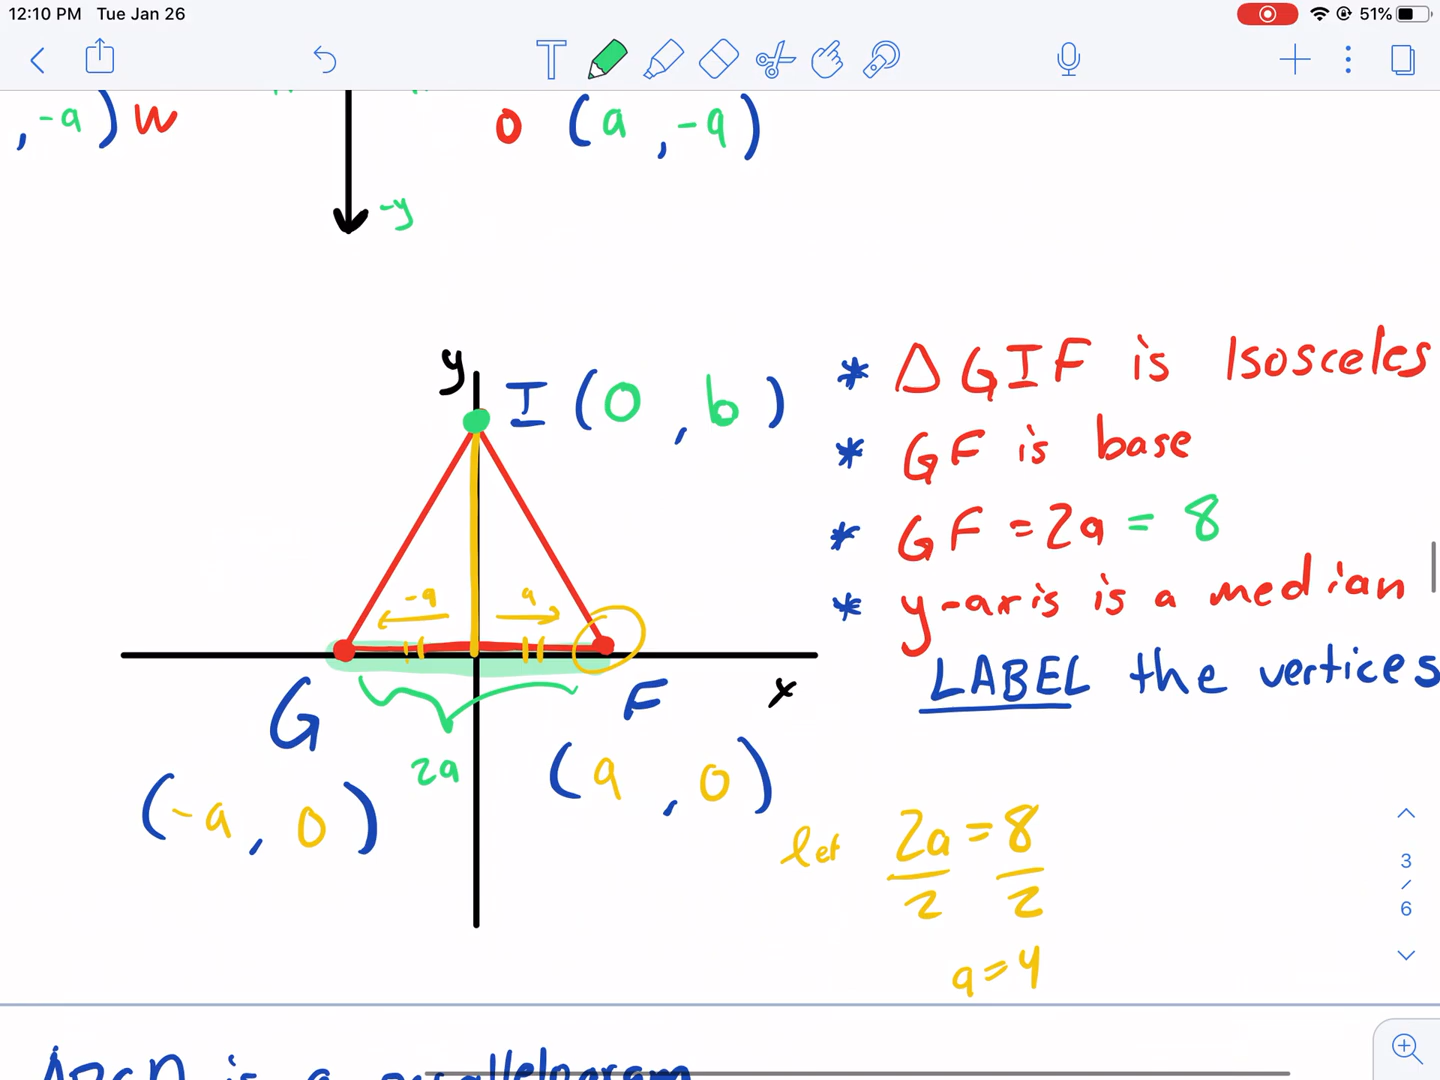 12:10 PM Tue Jan 26
51%
T
, -a) W
O (a, -a)
-y
y
I (0, b)
* Δ GIF is Isosceles
* GF is base
* GF = 2a = 8
* y-axis is a median
LABEL the vertices
-a
a
G
F
x
2a
(-a, 0)
(a, 0)
let 2a = 8
2 2
a = 4
3
/
6